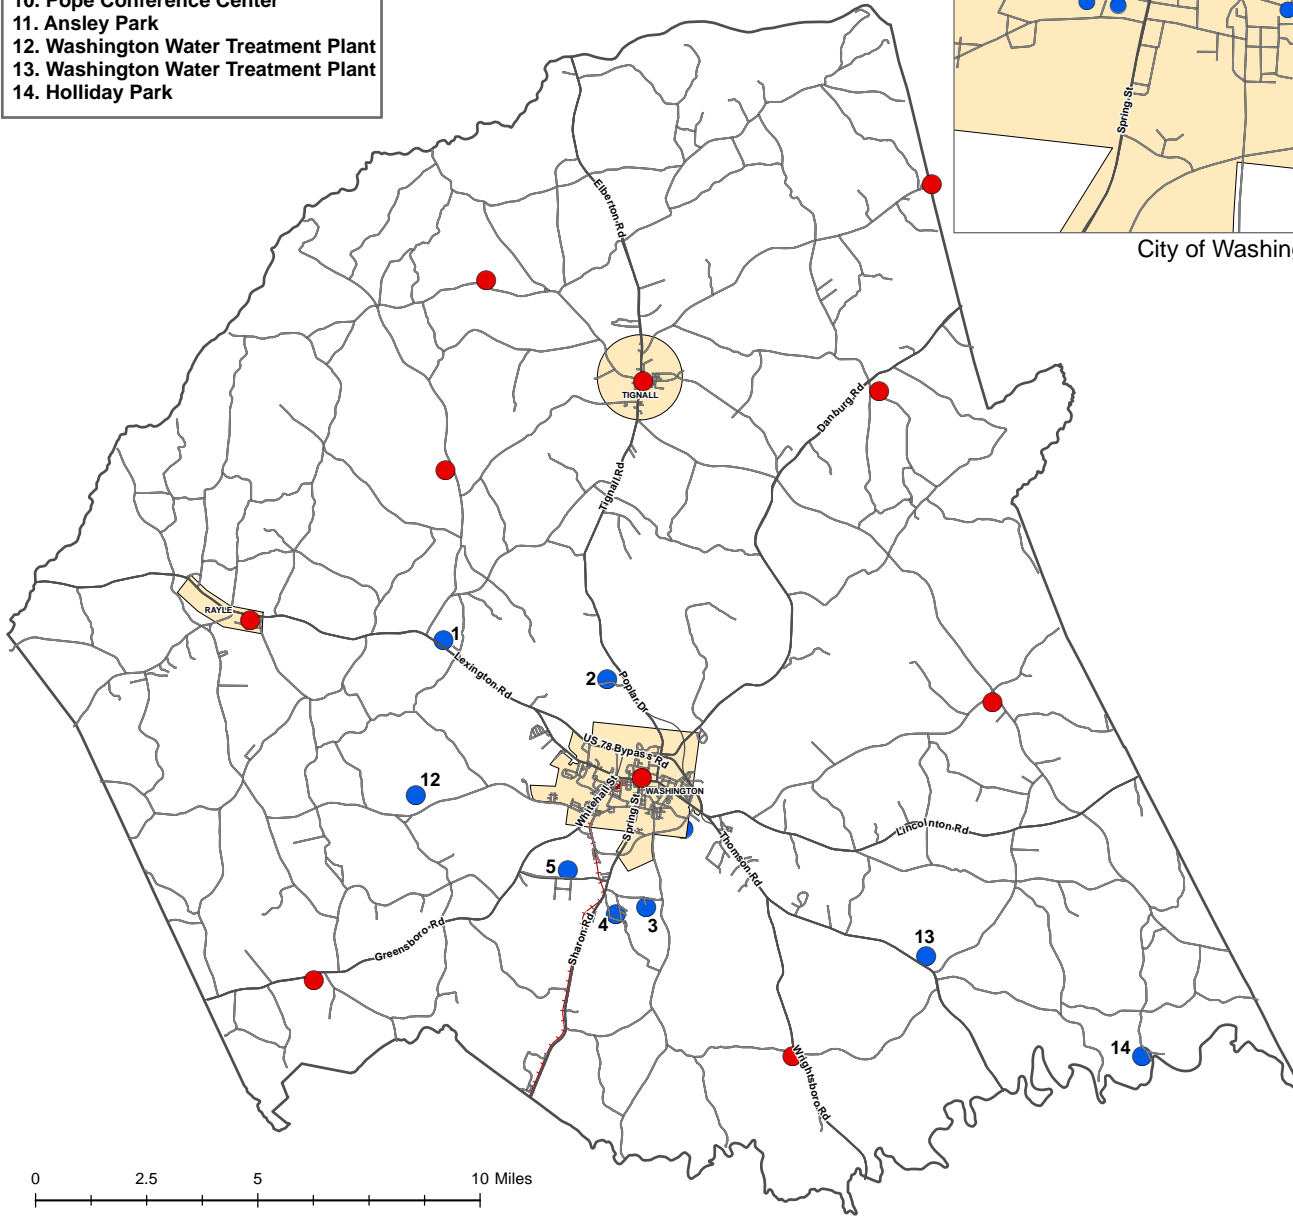 10. Pope Conference Center
11. Ansley Park
12. Washington Water Treatment Plant
13. Washington Water Treatment Plant
14. Holliday Park
Spring St
City of Washing
Elberton Rd
TIGNALL
Danburg Rd
Tignall Rd
RAYLE
1
Lexington Rd
2
Poplar Dr
US 78 Bypass Rd
12
WASHINGTON
Whitehall St
Spring St
Lincolnton Rd
Thomson Rd
5
4
3
Sharon Rd
Greensboro Rd
13
14
Wrightsboro Rd
0 2.5 5 10 Miles